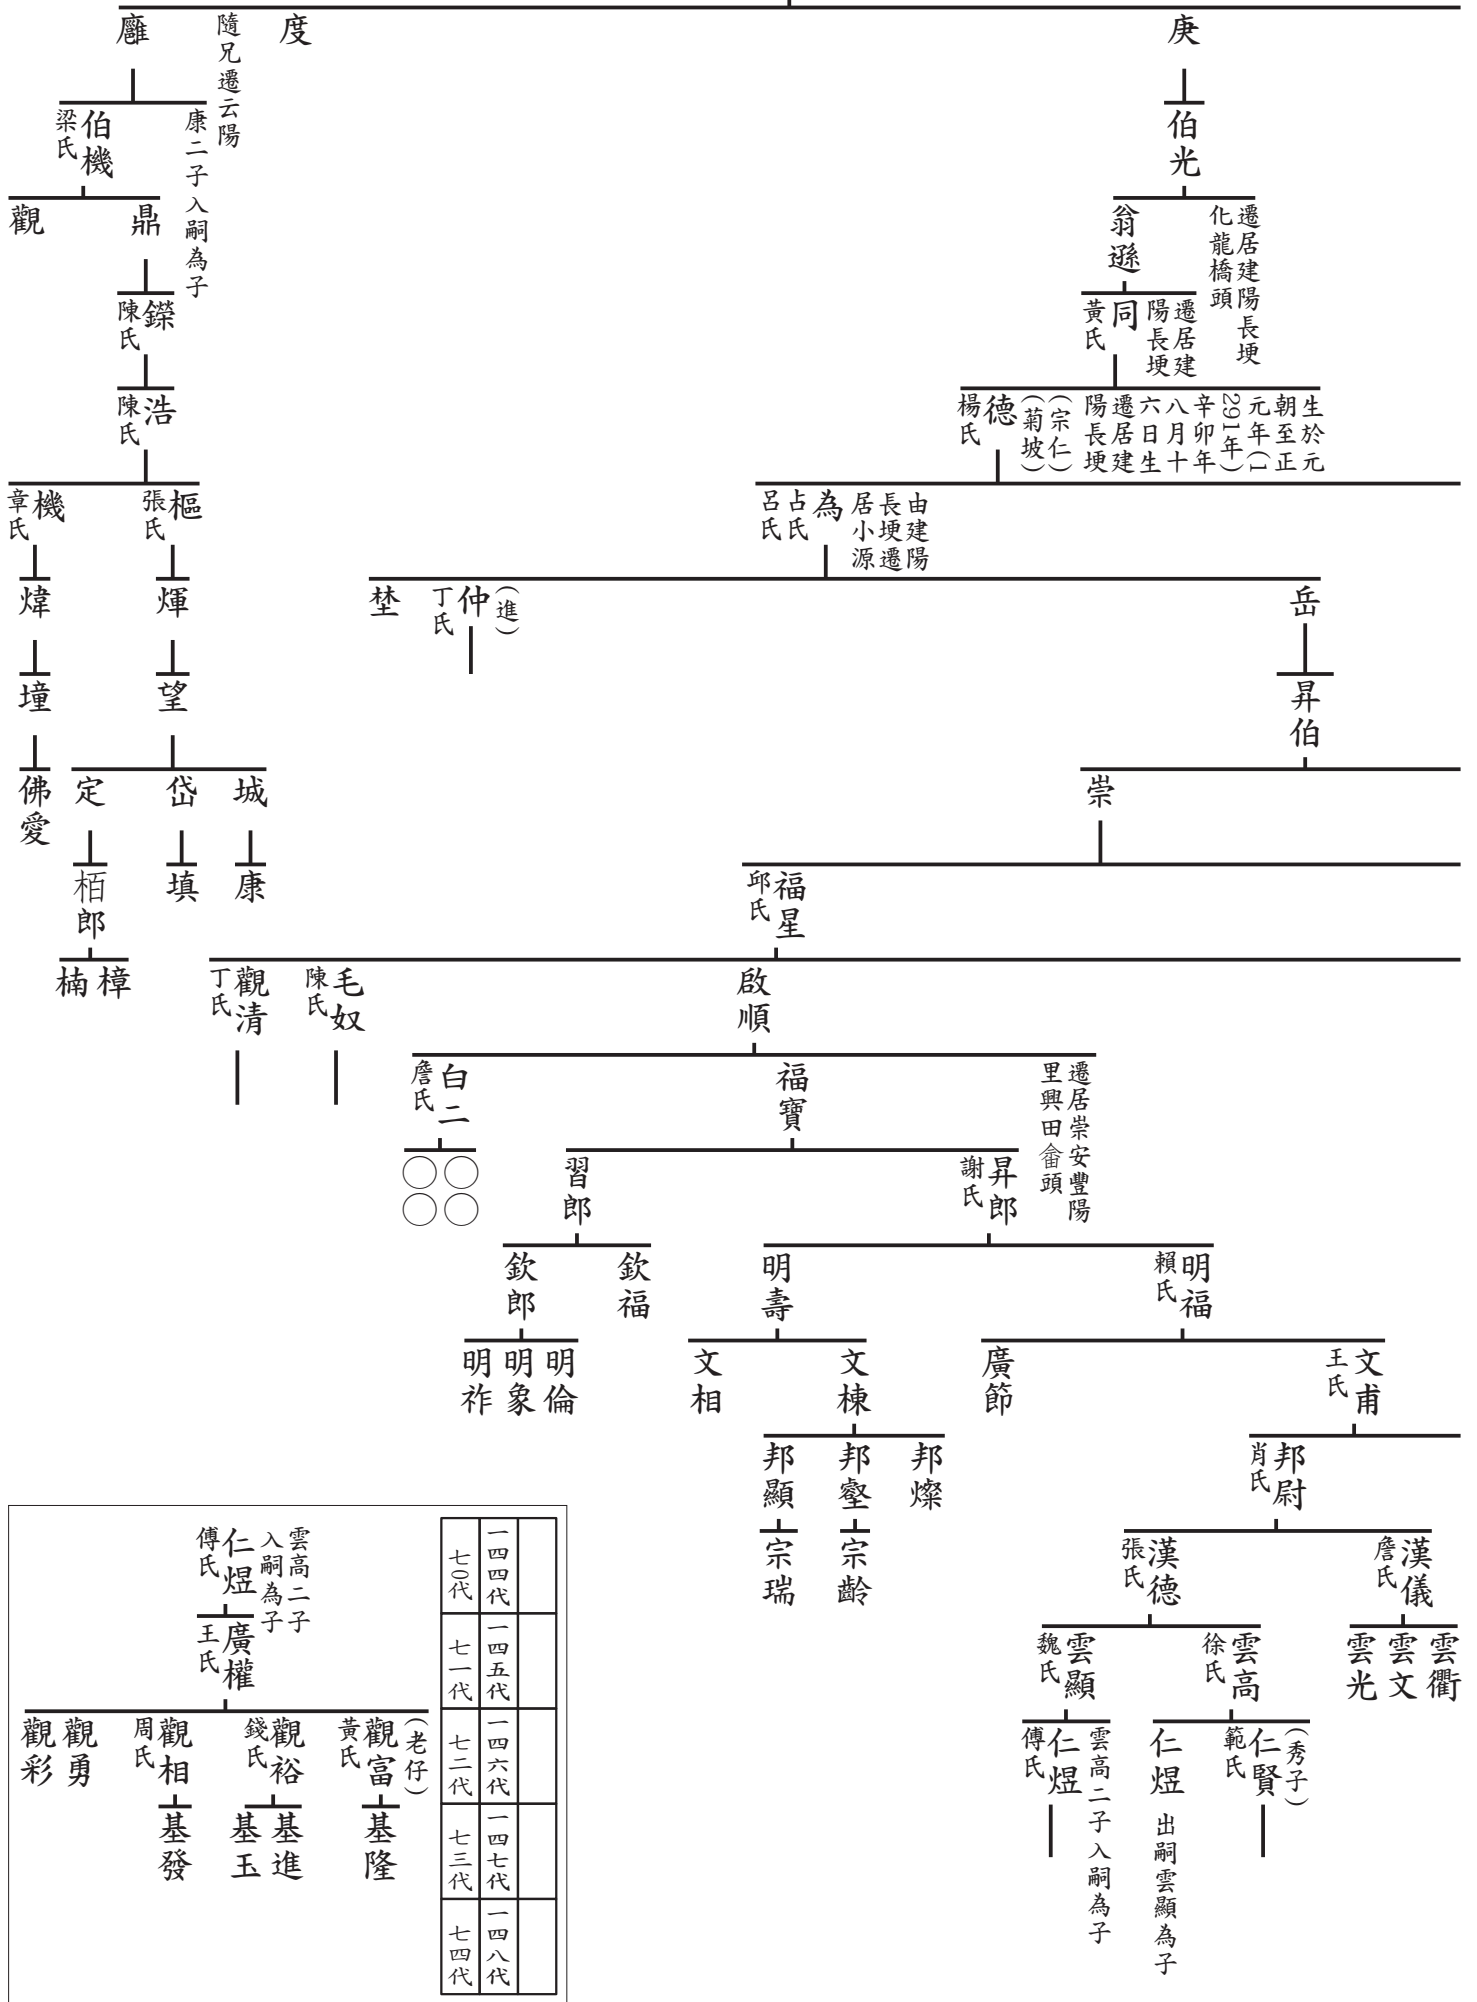 庚
度
隨兄遷云陽
廱
伯光
康二子入嗣為子
伯機
梁氏
遷居建陽長埂
化龍橋頭
翁遜
鼎
觀
遷居建
陽長埂
同
黃氏
鑅
陳氏
生於元
朝至正
元年(1
291年)
辛卯年
八月十
六日生
遷居建
陽長埂
(宗仁)
(菊坡)
德
楊氏
浩
陳氏
由建陽
長埂遷
居小源
為
占氏
呂氏
樞
張氏
機
章氏
岳
(進)
仲
丁氏
埜
煇
煒
昇伯
望
墥
崇
城
岱
定
佛愛
福星
邱氏
康
填
栢郎
啟順
毛奴
陳氏
觀清
丁氏
樟
楠
遷居崇安豐陽
里興田畲頭
福寶
白二
詹氏
○○
○○
昇郎
謝氏
習郎
明福
賴氏
明壽
欽福
欽郎
文甫
王氏
廣節
文棟
文相
明倫
明象
明祚
邦尉
肖氏
邦燦
邦壑
邦顯
漢儀
詹氏
漢德
張氏
宗齡
宗瑞
雲衢
雲文
雲光
雲高
徐氏
雲顯
魏氏
(秀子)
仁賢
範氏
仁煜
出嗣雲顯為子
雲高二子入嗣為子
仁煜
傅氏
一四四代
七0代
一四五代
七一代
一四六代
七二代
一四七代
七三代
一四八代
七四代
雲高二子
入嗣為子
仁煜
傅氏
廣權
王氏
(老仔)
觀富
黃氏
觀裕
錢氏
觀相
周氏
觀勇
觀彩
基隆
基進
基玉
基發